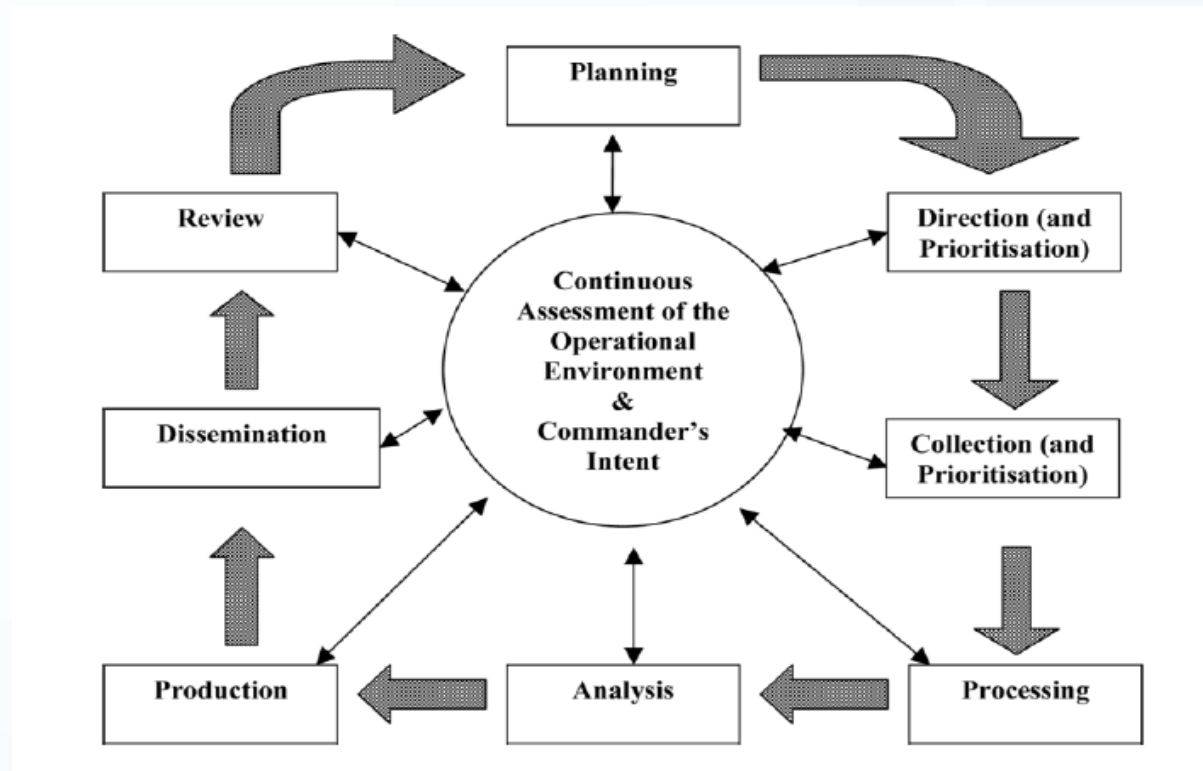 Planning
Review
Direction (and
Prioritisation)
Continuous
Assessment of the
Operational
Environment
&
Commander’s
Intent
Dissemination
Collection (and
Prioritisation)
Production
Analysis
Processing